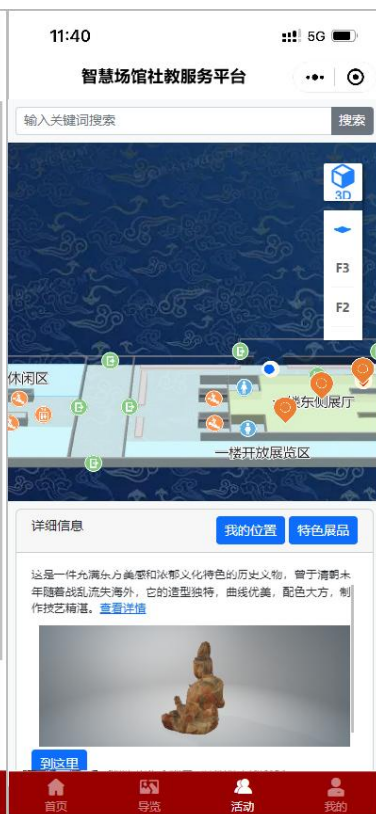 11:40
5G
智慧场馆社教服务平台
输入关键词搜索
搜索
3D
F3
F2
休闲区
一楼东侧展厅
一楼开放展览区
详细信息
我的位置
特色展品
这是一件充满东方美感和浓郁文化特色的历史文物，曾于清朝末
年随着战乱流失海外，它的造型独特，曲线优美，配色大方，制
作技艺精湛。查看详情
到这里
首页
导览
活动
我的